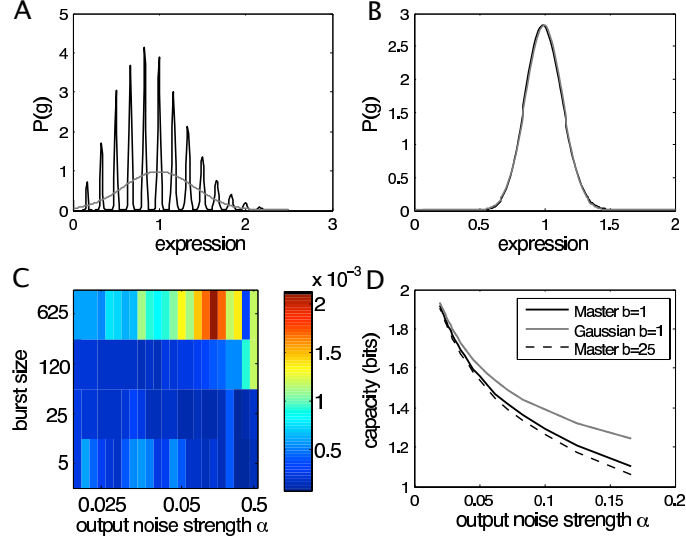 A
B
5
4
3
2
1
0
P(g)
0
1
2
3
expression
3
2.5
2
1.5
1
0.5
0
P(g)
0
0.5
1
1.5
2
expression
C
D
625
120
25
5
burst size
0.025
0.05
0.5
output noise strength α
x 10⁻³
2
1.5
1
0.5
0
2
1.8
1.6
1.4
1.2
1
capacity (bits)
Master b=1
Gaussian b=1
Master b=25
0
0.05
0.1
0.15
0.2
output noise strength α